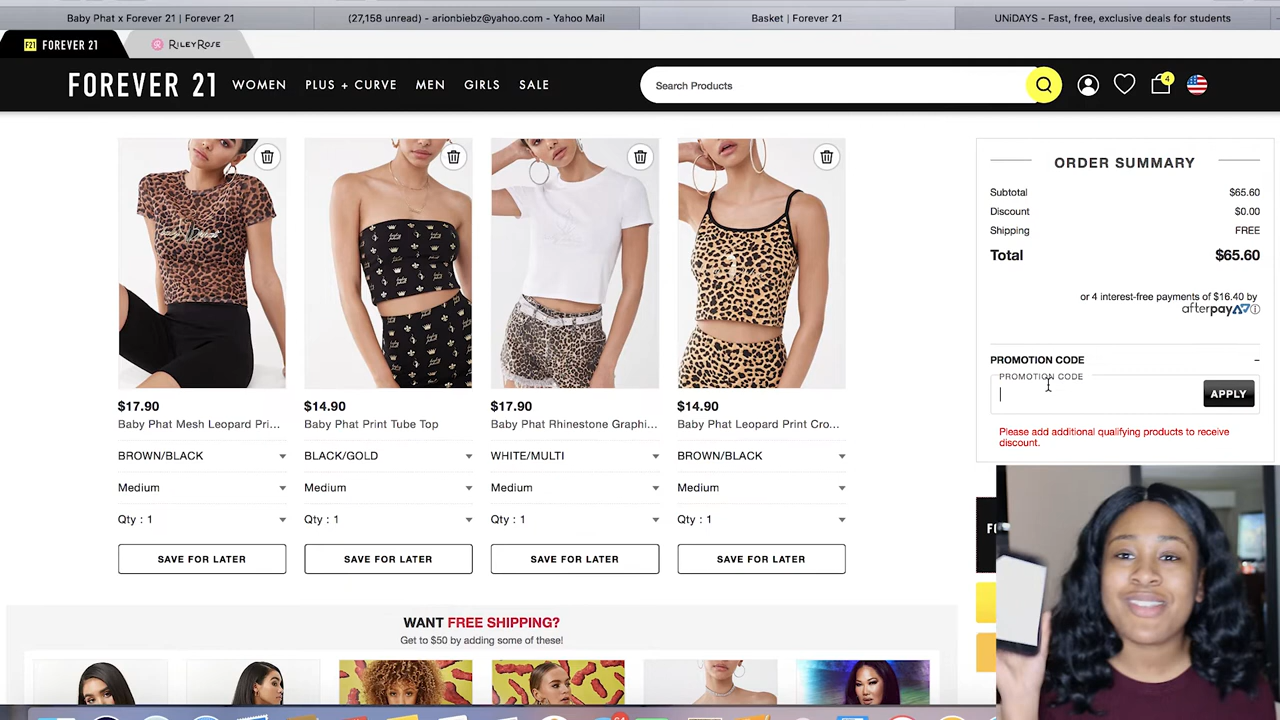 Baby Phat x Forever 21 | Forever 21
(27,158 unread) - arionbiebz@yahoo.com - Yahoo Mail
Basket | Forever 21
UNiDAYS - Fast, free, exclusive deals for students
F21 FOREVER 21
RILEYROSE
FOREVER 21
WOMEN
PLUS + CURVE
MEN
GIRLS
SALE
Search Products
4
ORDER SUMMARY
Subtotal $65.60
Discount $0.00
Shipping FREE
Total $65.60
or 4 interest-free payments of $16.40 by
afterpay
PROMOTION CODE
PROMOTION CODE
APPLY
Please add additional qualifying products to receive
discount.
$17.90
Baby Phat Mesh Leopard Pri...
BROWN/BLACK
Medium
Qty : 1
SAVE FOR LATER
$14.90
Baby Phat Print Tube Top
BLACK/GOLD
Medium
Qty : 1
SAVE FOR LATER
$17.90
Baby Phat Rhinestone Graphi...
WHITE/MULTI
Medium
Qty : 1
SAVE FOR LATER
$14.90
Baby Phat Leopard Print Cro...
BROWN/BLACK
Medium
Qty : 1
SAVE FOR LATER
WANT FREE SHIPPING?
Get to $50 by adding some of these!